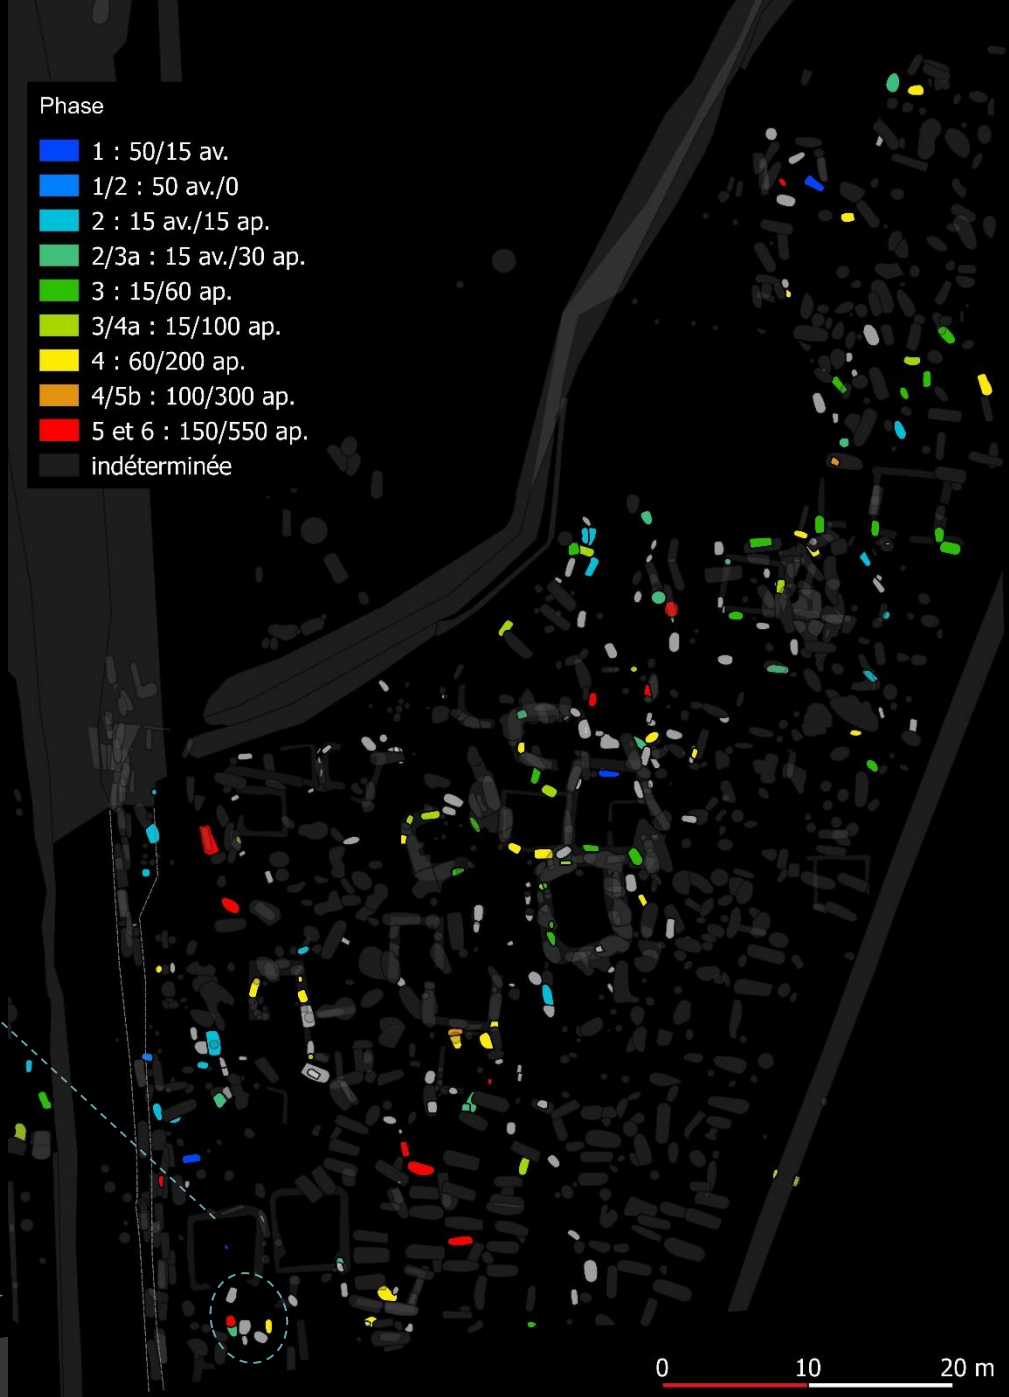 Phase
1 : 50/15 av.
1/2 : 50 av./0
2 : 15 av./15 ap.
2/3a : 15 av./30 ap.
3 : 15/60 ap.
3/4a : 15/100 ap.
4 : 60/200 ap.
4/5b : 100/300 ap.
5 et 6 : 150/550 ap.
indéterminée
0 10 20 m